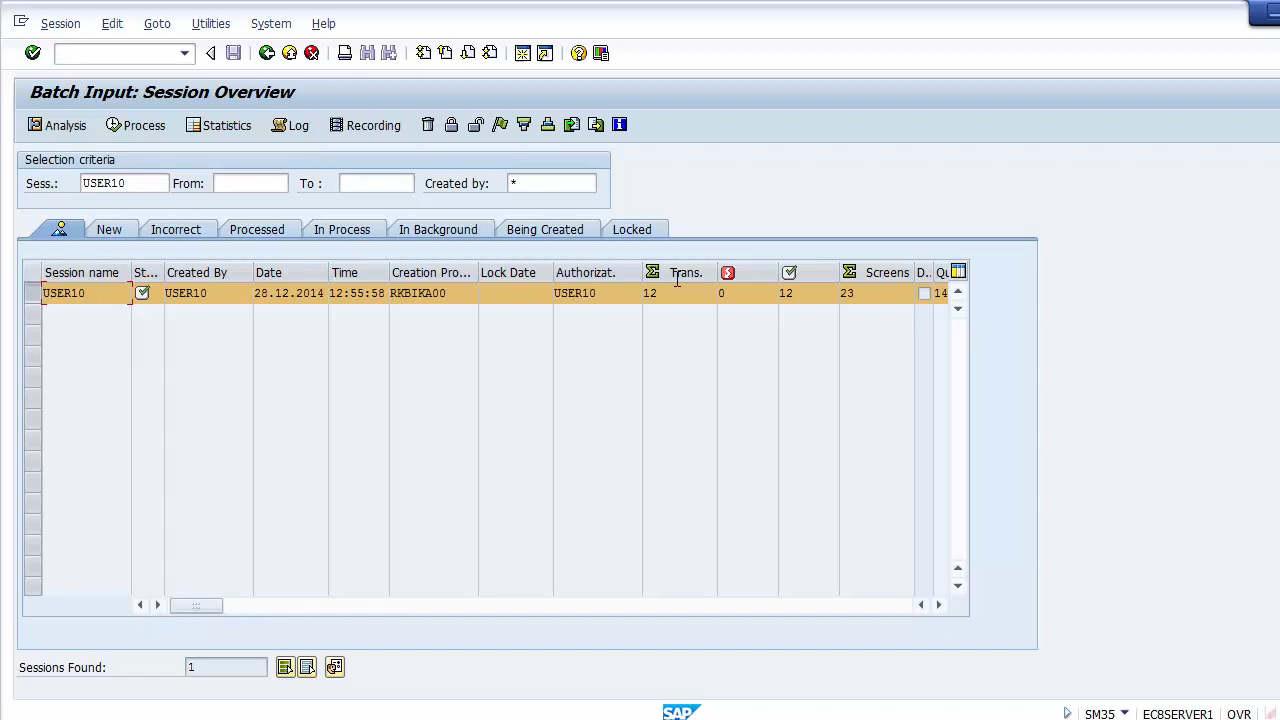 Session Edit Goto Utilities System Help
Batch Input: Session Overview
Analysis Process Statistics Log Recording
Selection criteria
Sess.: USER10 From: To : Created by: *
New Incorrect Processed In Process In Background Being Created Locked
Session name St... Created By Date Time Creation Pro... Lock Date Authorizat. Trans. Screens D.. Qu
USER10 USER10 28.12.2014 12:55:58 RKBIKA00 USER10 12 0 12 23 14
Sessions Found: 1
SAP SM35 EC8SERVER1 OVR